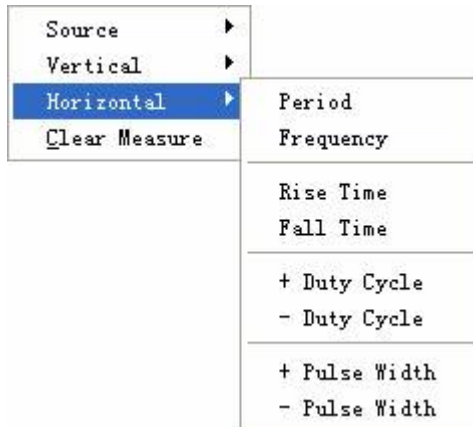 Source
Vertical
Horizontal
Clear Measure
Period
Frequency
Rise Time
Fall Time
+ Duty Cycle
- Duty Cycle
+ Pulse Width
- Pulse Width